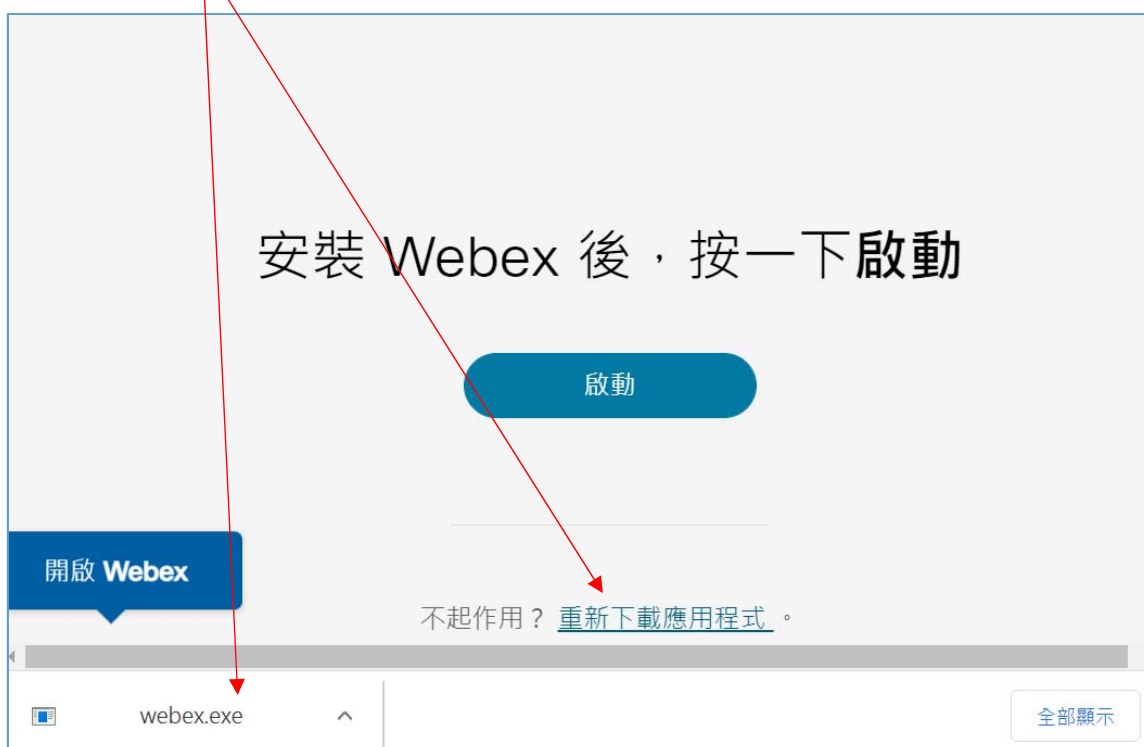 安裝 Webex 後，按一下啟動
啟動
開啟 Webex
不起作用？ 重新下載應用程式 。
webex.exe
全部顯示